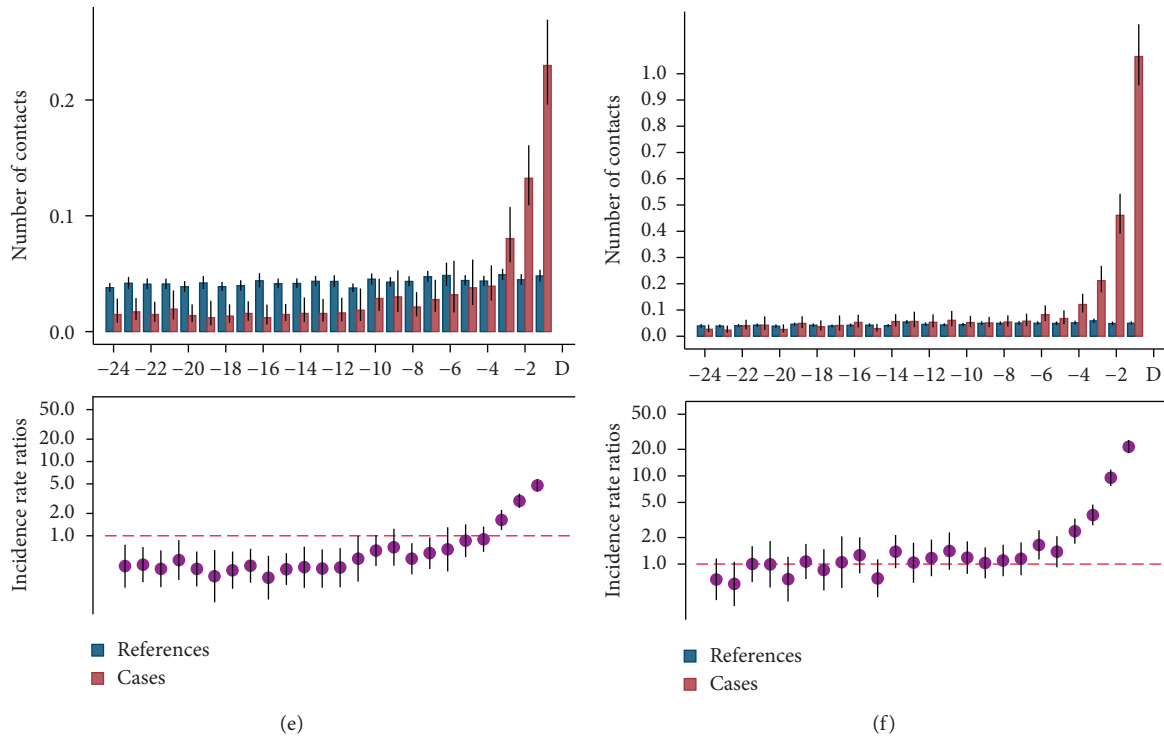 Number of contacts
0.2
0.1
0.0
−24 −22 −20 −18 −16 −14 −12 −10 −8 −6 −4 −2 D
Incidence rate ratios
50.0
20.0
10.0
5.0
2.0
1.0
References
Cases
(e)
Number of contacts
1.0
0.9
0.8
0.7
0.6
0.5
0.4
0.3
0.2
0.1
0.0
−24 −22 −20 −18 −16 −14 −12 −10 −8 −6 −4 −2 D
Incidence rate ratios
50.0
20.0
10.0
5.0
2.0
1.0
References
Cases
(f)